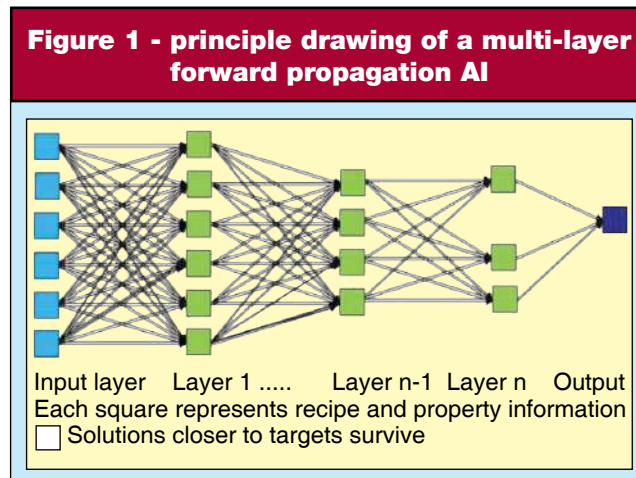 Figure 1 - principle drawing of a multi-layer
forward propagation AI
Input layer Layer 1 ..... Layer n-1 Layer n Output
Each square represents recipe and property information
Solutions closer to targets survive